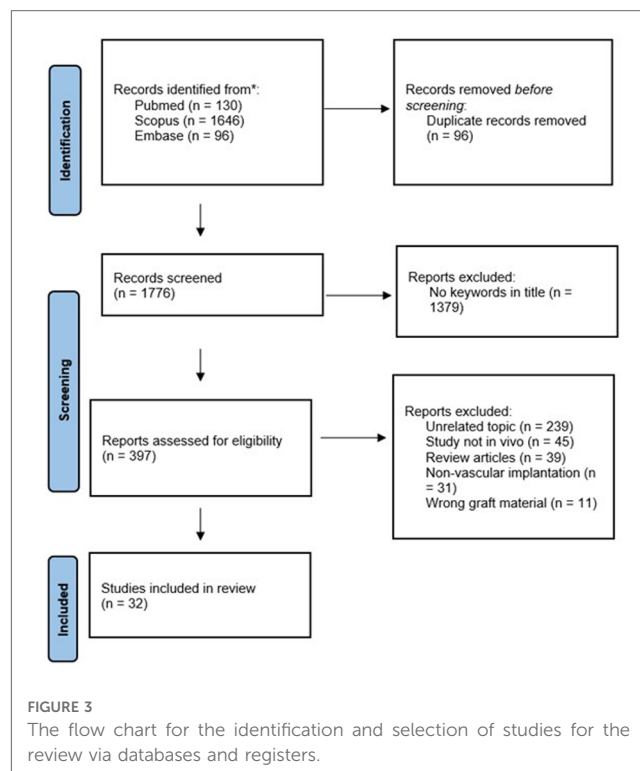 Identification
Records identified from*:
Pubmed (n = 130)
Scopus (n = 1646)
Embase (n = 96)
Records removed before
screening:
Duplicate records removed
(n = 96)
Screening
Records screened
(n = 1776)
Reports excluded:
No keywords in title (n =
1379)
Reports assessed for eligibility
(n = 397)
Reports excluded:
Unrelated topic (n = 239)
Study not in vivo (n = 45)
Review articles (n = 39)
Non-vascular implantation (n
= 31)
Wrong graft material (n = 11)
Included
Studies included in review
(n = 32)
FIGURE 3
The flow chart for the identification and selection of studies for the
review via databases and registers.